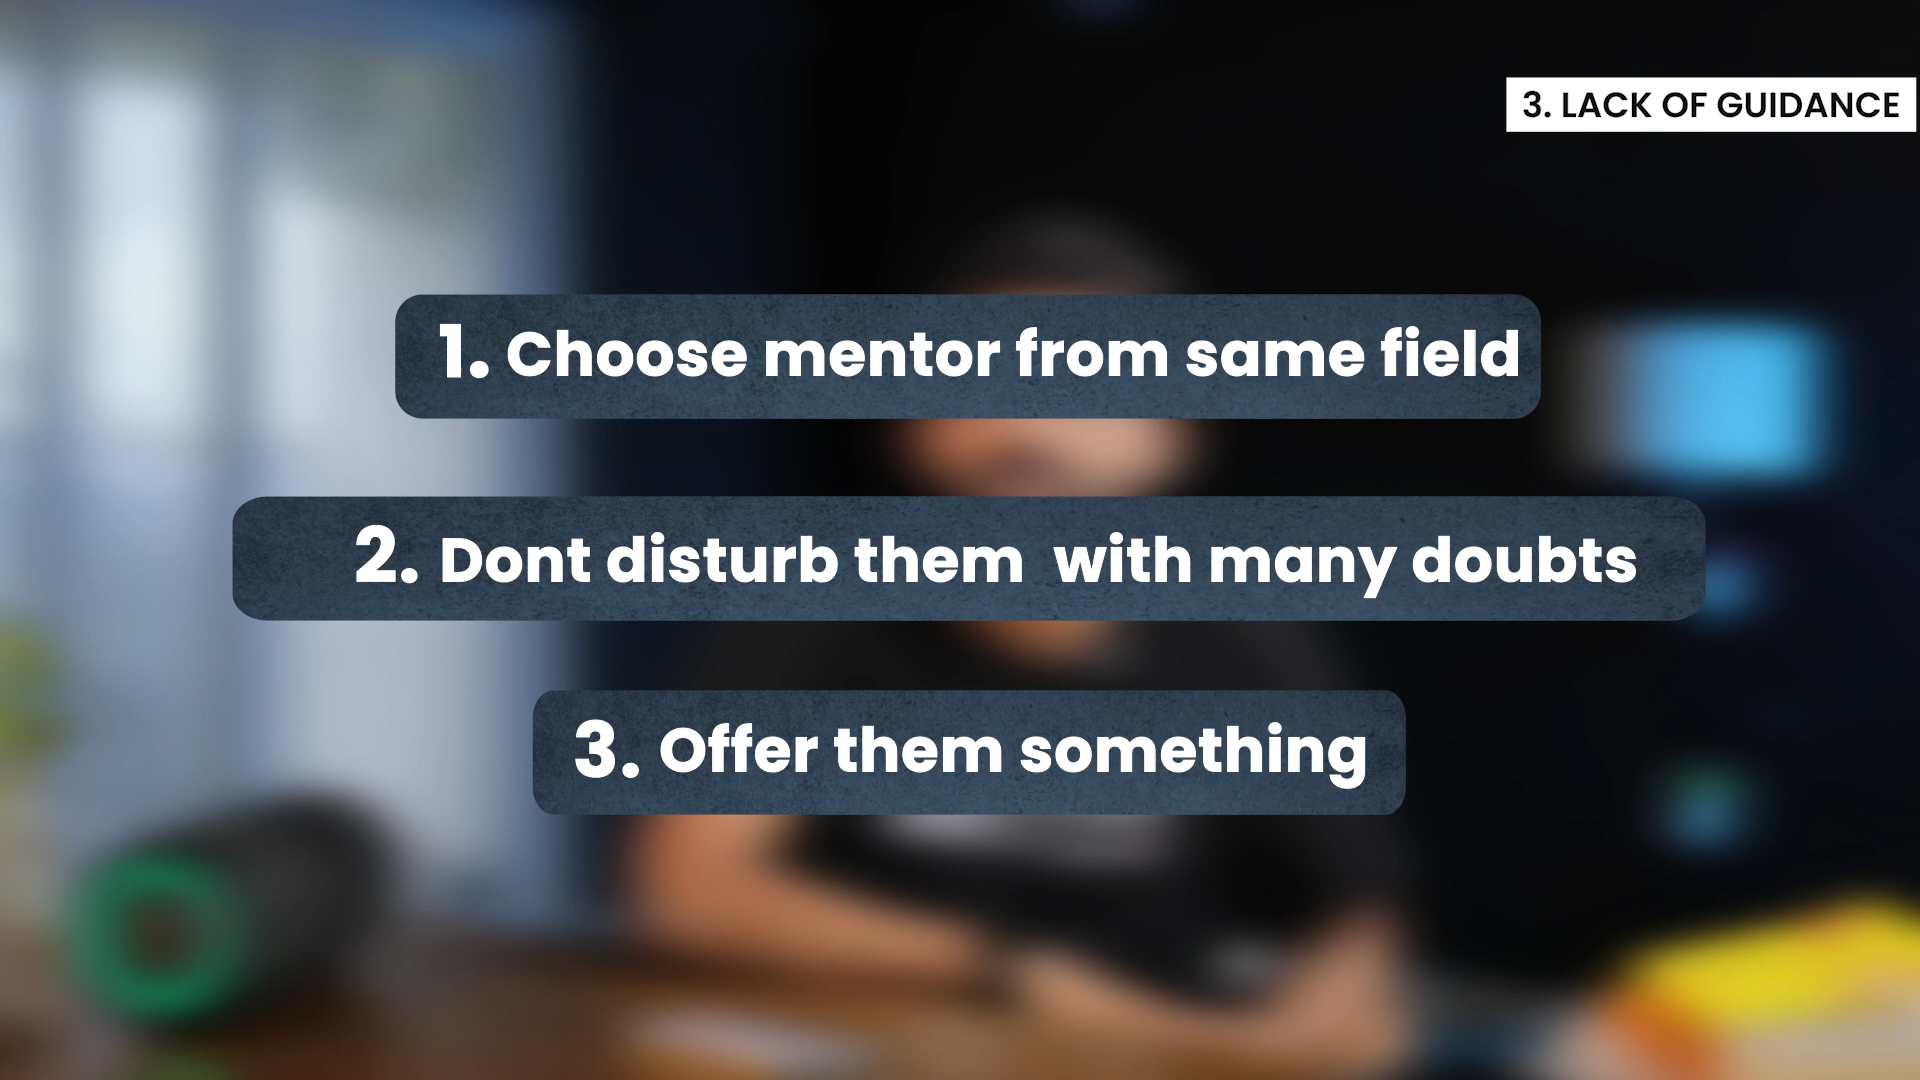 3. LACK OF GUIDANCE
1. Choose mentor from same field
2. Dont disturb them  with many doubts
3. Offer them something